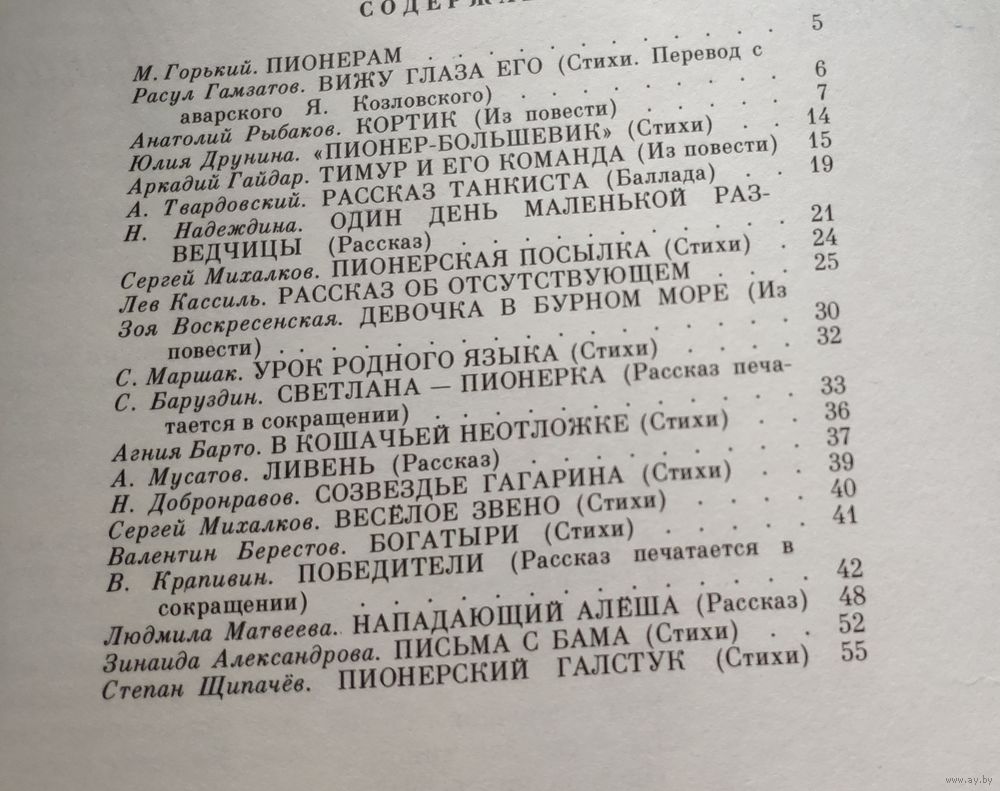 СОДЕРЖА
М. Горький. ПИОНЕРАМ . . . . . . . . . . 5
Расул Гамзатов. ВИЖУ ГЛАЗА ЕГО (Стихи. Перевод с
аварского Я. Козловского) . . . . . . . . 6
Анатолий Рыбаков. КОРТИК (Из повести) . . . . 7
Юлия Друнина. «ПИОНЕР-БОЛЬШЕВИК» (Стихи) . . 14
Аркадий Гайдар. ТИМУР И ЕГО КОМАНДА (Из повести) 15
А. Твардовский. РАССКАЗ ТАНКИСТА (Баллада) . . 19
Н. Надеждина. ОДИН ДЕНЬ МАЛЕНЬКОЙ РАЗ-
ВЕДЧИЦЫ (Рассказ) . . . . . . . . . 21
Сергей Михалков. ПИОНЕРСКАЯ ПОСЫЛКА (Стихи) . 24
Лев Кассиль. РАССКАЗ ОБ ОТСУТСТВУЮЩЕМ . . . 25
Зоя Воскресенская. ДЕВОЧКА В БУРНОМ МОРЕ (Из
повести) . . . . . . . . . . . . . . 30
С. Маршак. УРОК РОДНОГО ЯЗЫКА (Стихи) . . . . 32
С. Баруздин. СВЕТЛАНА — ПИОНЕРКА (Рассказ печа-
тается в сокращении) . . . . . . . . . . 33
Агния Барто. В КОШАЧЬЕЙ НЕОТЛОЖКЕ (Стихи) . . 36
А. Мусатов. ЛИВЕНЬ (Рассказ) . . . . . . . . 37
Н. Добронравов. СОЗВЕЗДЬЕ ГАГАРИНА (Стихи) . . 39
Сергей Михалков. ВЕСЁЛОЕ ЗВЕНО (Стихи) . . . . 40
Валентин Берестов. БОГАТЫРИ (Стихи) . . . . . 41
В. Крапивин. ПОБЕДИТЕЛИ (Рассказ печатается в
сокращении) . . . . . . . . . . . . 42
Людмила Матвеева. НАПАДАЮЩИЙ АЛЁША (Рассказ) 48
Зинаида Александрова. ПИСЬМА С БАМА (Стихи) . . 52
Степан Щипачёв. ПИОНЕРСКИЙ ГАЛСТУК (Стихи) 55
www.ay.by